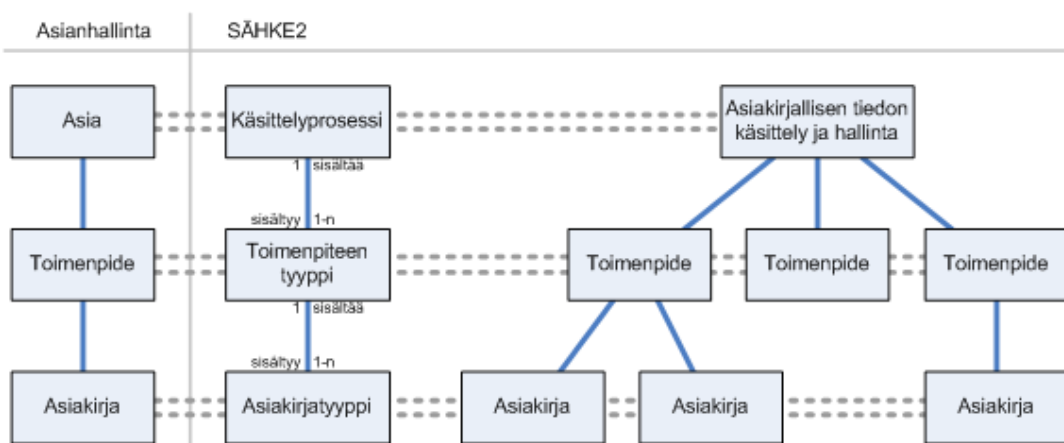 Asianhallinta
SÄHKE2
Asia
Käsittelyprosessi
Asiakirjallisen tiedon
käsittely ja hallinta
1 sisältää
sisältyy 1-n
Toimenpide
Toimenpiteen
tyyppi
Toimenpide
Toimenpide
Toimenpide
1 sisältää
sisältyy 1-n
Asiakirja
Asiakirjatyyppi
Asiakirja
Asiakirja
Asiakirja